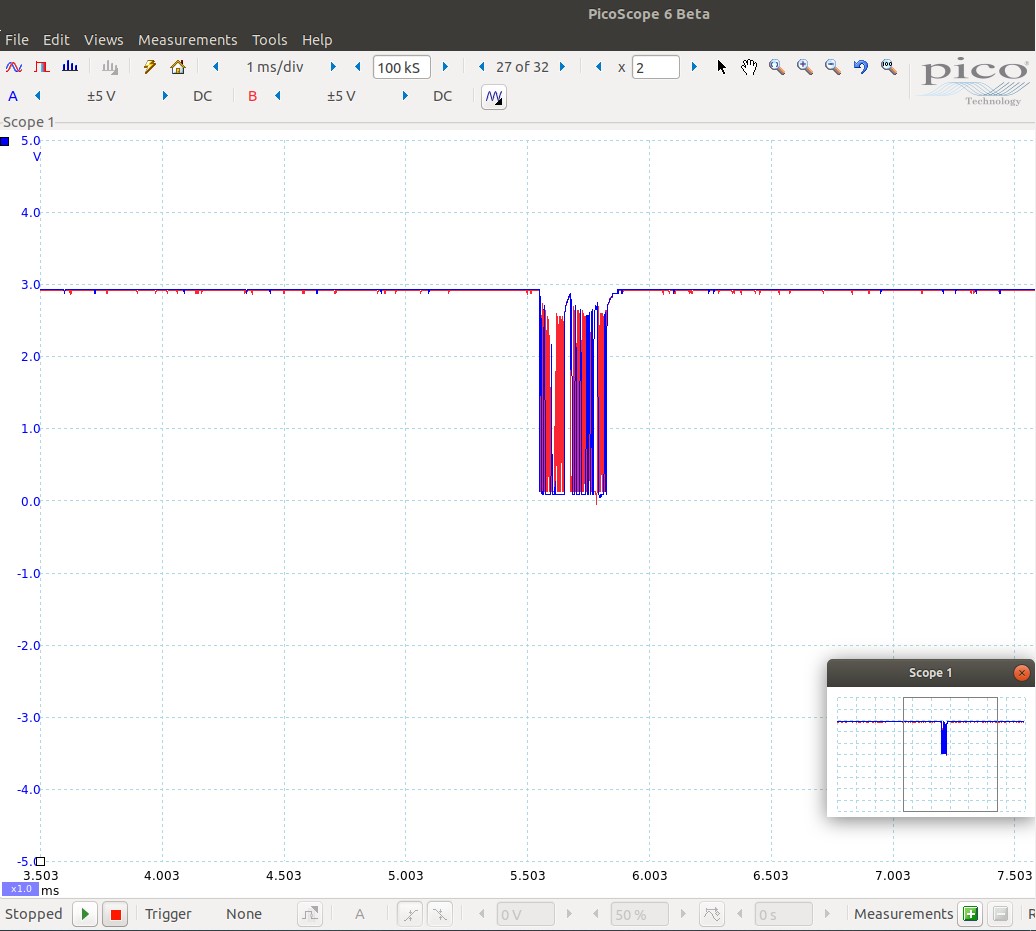 PicoScope 6 Beta
File Edit Views Measurements Tools Help
1 ms/div 100 kS 27 of 32 x 2
pico
Technology
A ±5 V DC B ±5 V DC
Scope 1
5.0
V
4.0
3.0
2.0
1.0
0.0
-1.0
-2.0
-3.0
-4.0
-5.0
Scope 1
3.503 4.003 4.503 5.003 5.503 6.003 6.503 7.003 7.503
x1.0 ms
Stopped Trigger None A 0 V 50 % 0 s Measurements R